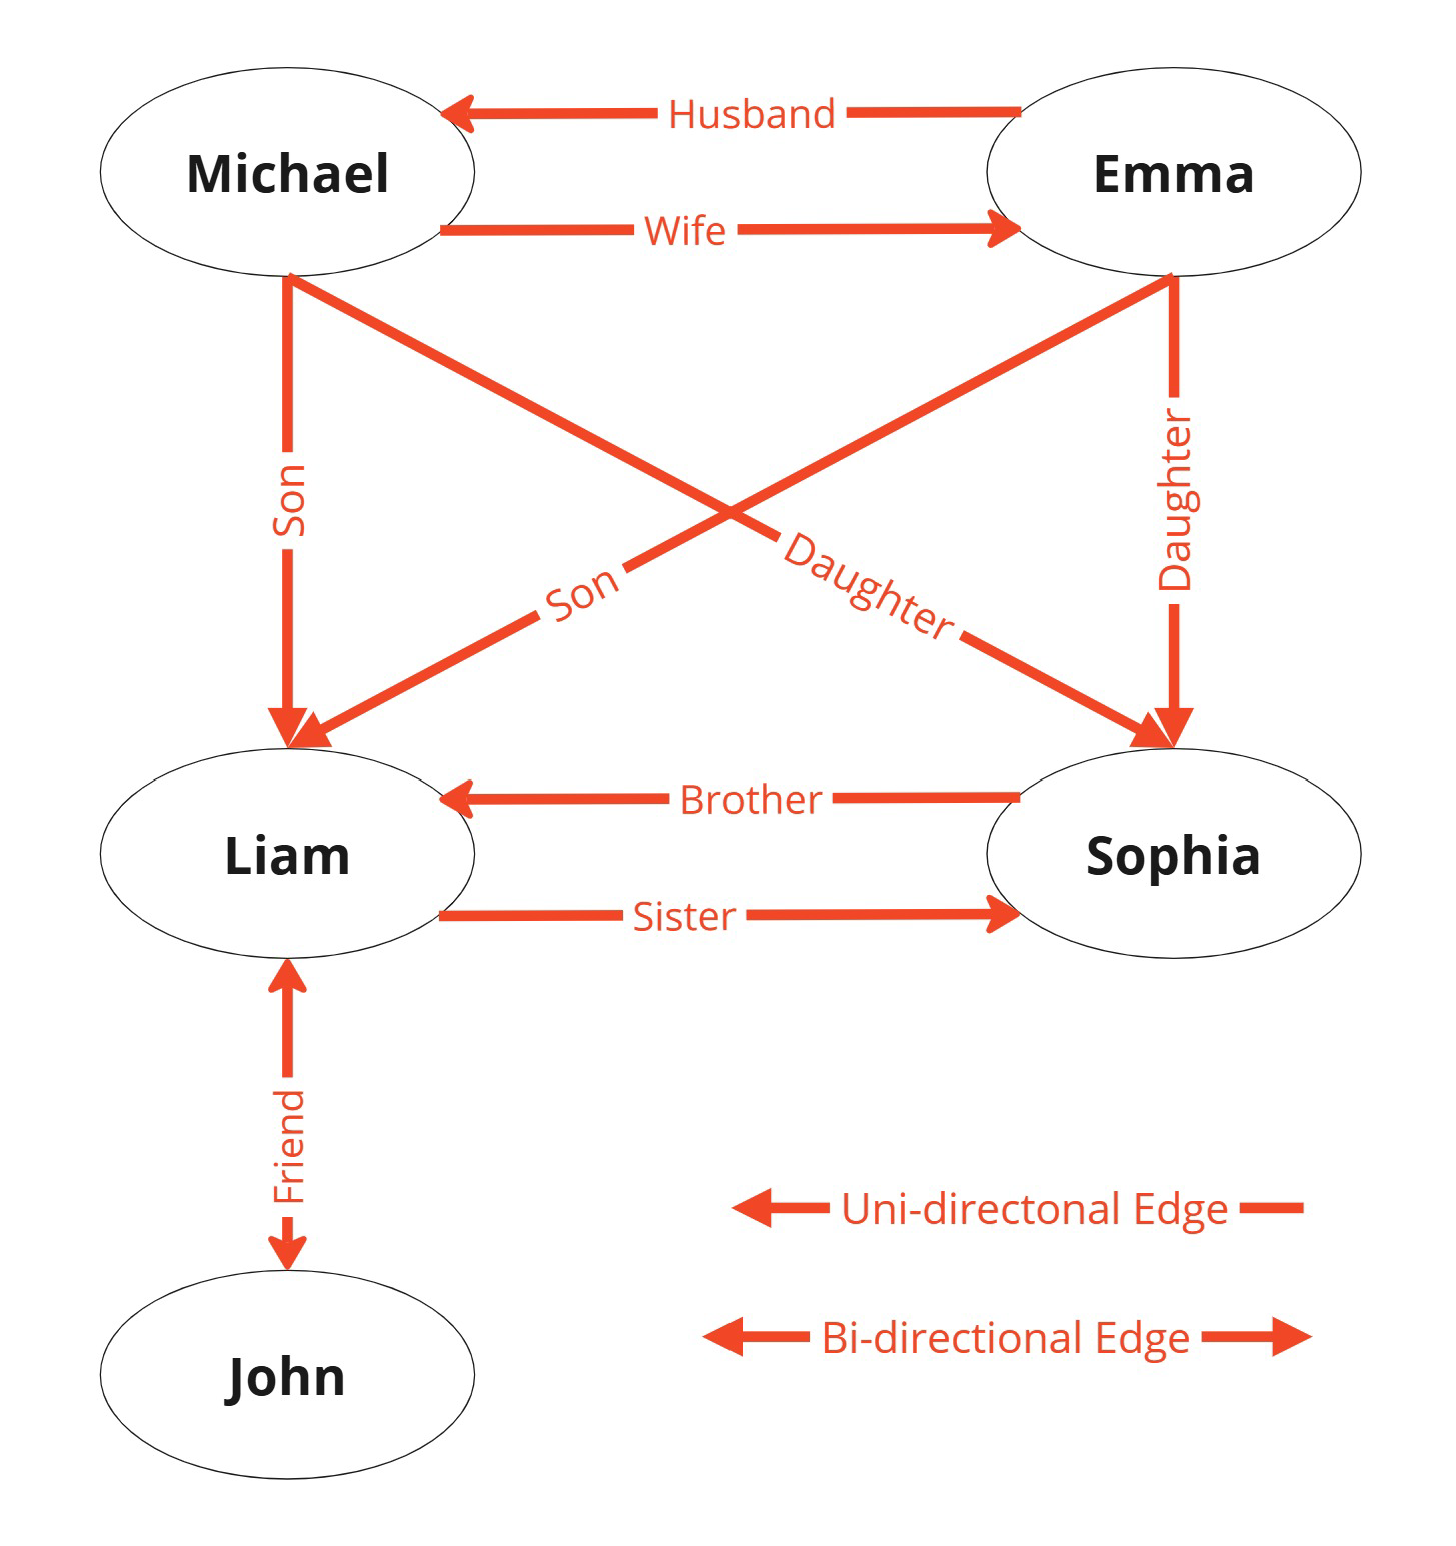 Husband
Michael
Emma
Wife
Son
Daughter
Son
Daughter
Brother
Liam
Sophia
Sister
Friend
Uni-directonal Edge
Bi-directional Edge
John